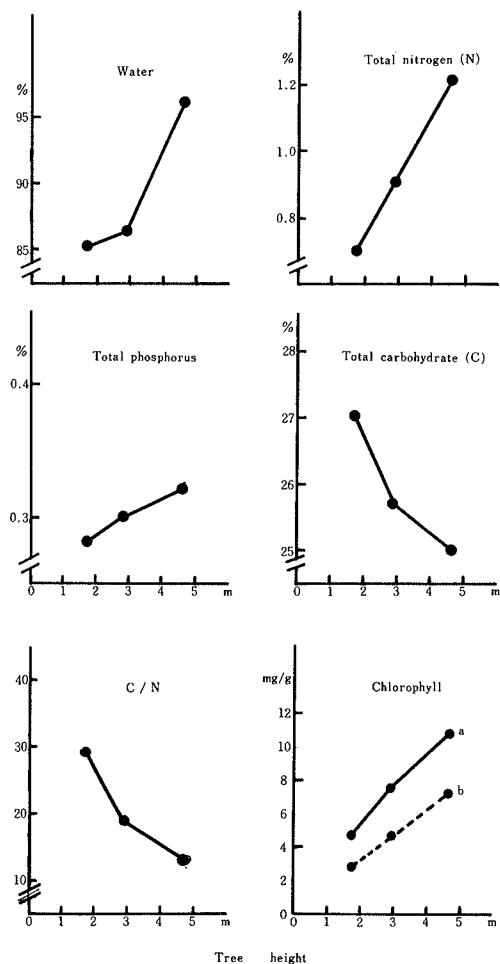 Water
%
95
90
85
Total nitrogen (N)
%
1.2
1.0
0.8
Total phosphorus
%
0.4
0.3
0 1 2 3 4 5 m
Total carbohydrate (C)
%
28
27
26
25
0 1 2 3 4 5 m
C / N
40
30
20
10
0 1 2 3 4 5 m
Chlorophyll
mg/g
12
10
8
6
4
2
0
a
b
0 1 2 3 4 5 m
Tree height